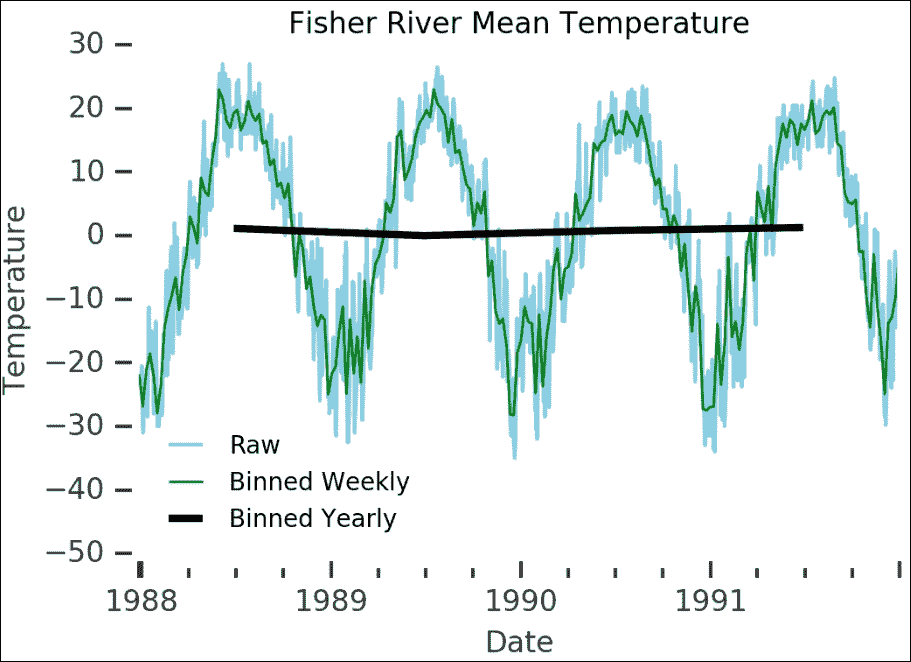 Fisher River Mean Temperature
30
20
10
0
−10
−20
−30
−40
−50
Temperature
Raw
Binned Weekly
Binned Yearly
1988 1989 1990 1991
Date